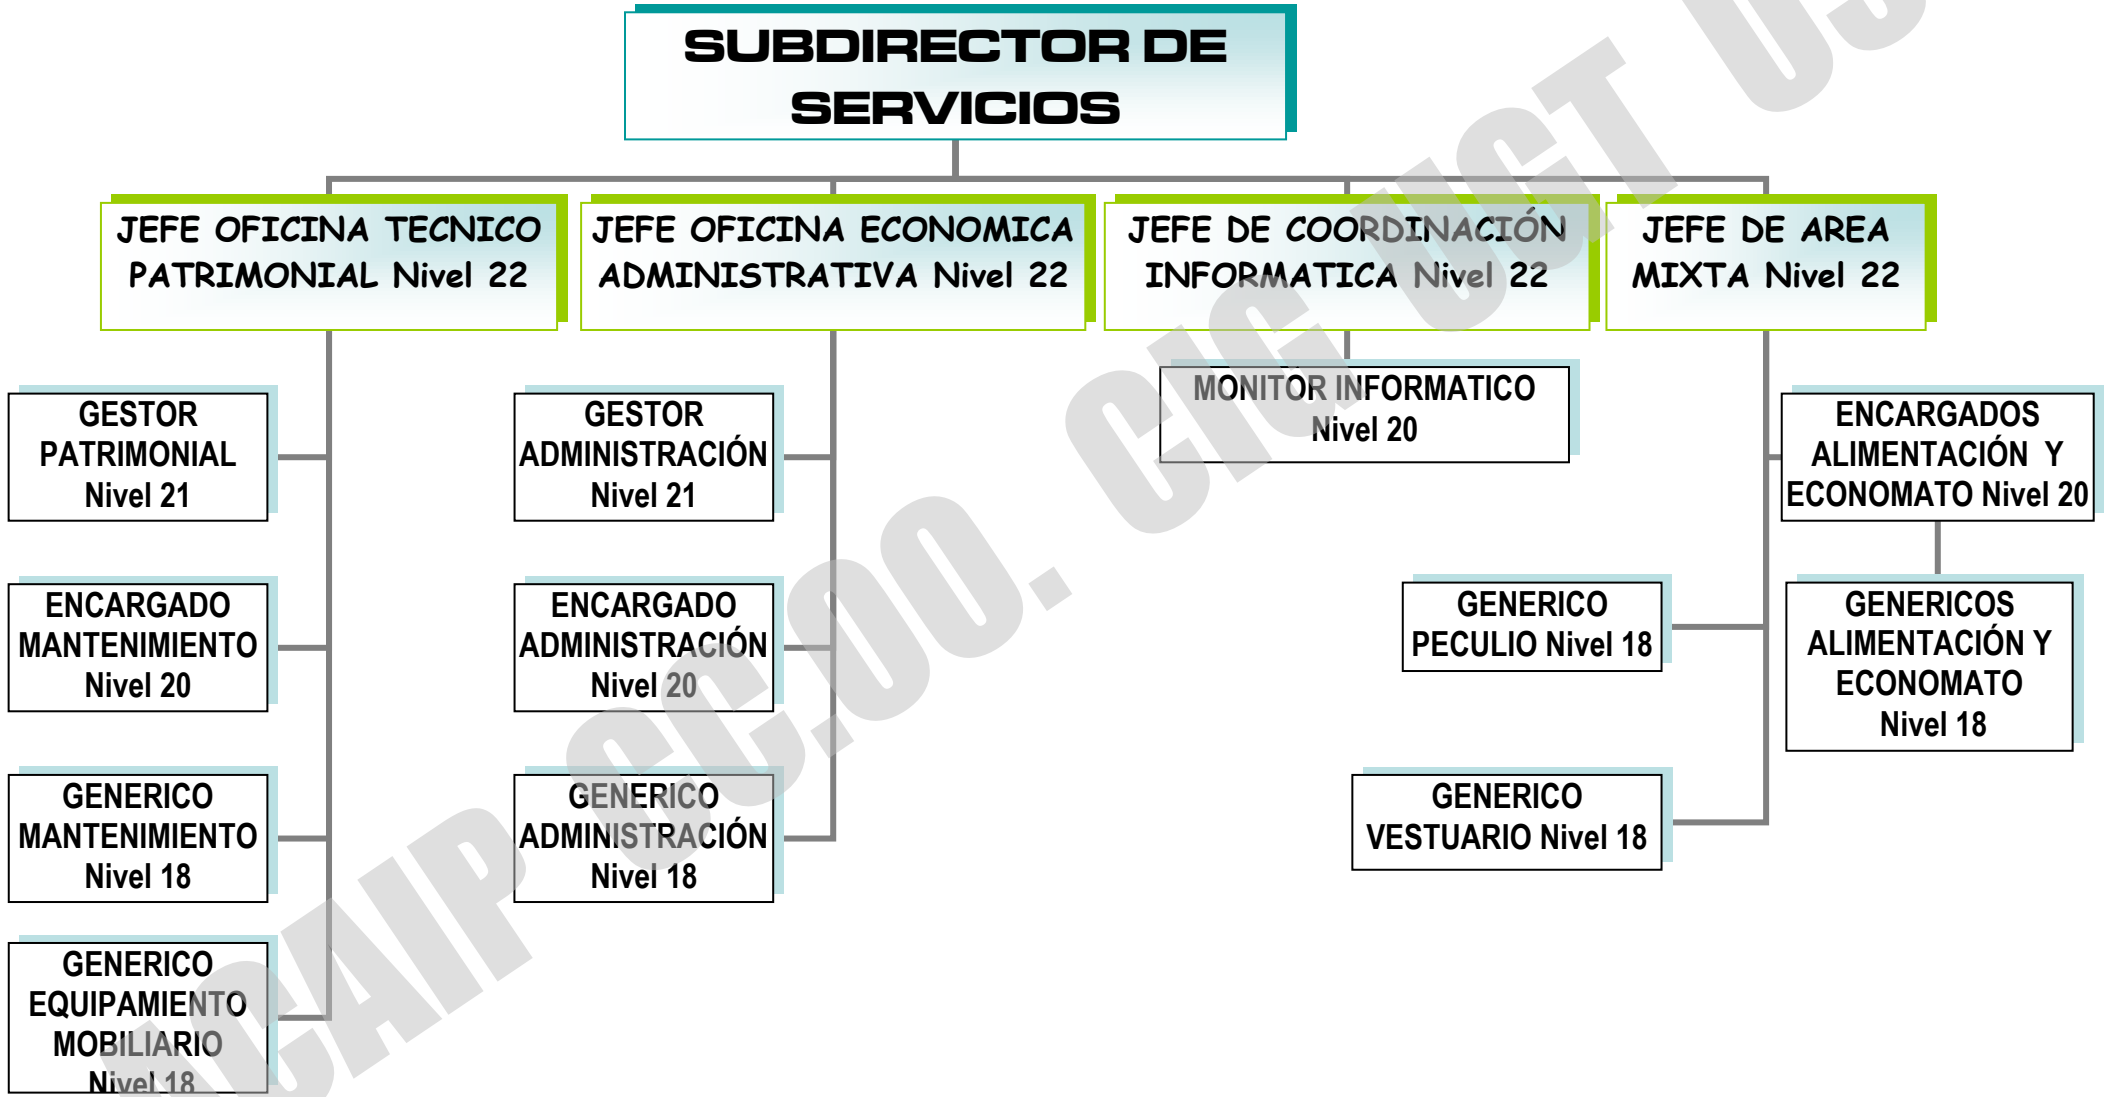 SUBDIRECTOR DE
SERVICIOS
JEFE OFICINA TECNICO
PATRIMONIAL Nivel 22
JEFE OFICINA ECONOMICA
ADMINISTRATIVA Nivel 22
JEFE DE COORDINACIÓN
INFORMATICA Nivel 22
JEFE DE AREA
MIXTA Nivel 22
GESTOR
PATRIMONIAL
Nivel 21
ENCARGADO
MANTENIMIENTO
Nivel 20
GENERICO
MANTENIMIENTO
Nivel 18
GENERICO
EQUIPAMIENTO
MOBILIARIO
Nivel 18
GESTOR
ADMINISTRACIÓN
Nivel 21
ENCARGADO
ADMINISTRACIÓN
Nivel 20
GENERICO
ADMINISTRACIÓN
Nivel 18
MONITOR INFORMATICO
Nivel 20
ENCARGADOS
ALIMENTACIÓN Y
ECONOMATO Nivel 20
GENERICO
PECULIO Nivel 18
GENERICOS
ALIMENTACIÓN Y
ECONOMATO
Nivel 18
GENERICO
VESTUARIO Nivel 18
ACAIP CC.OO. CIG UGT